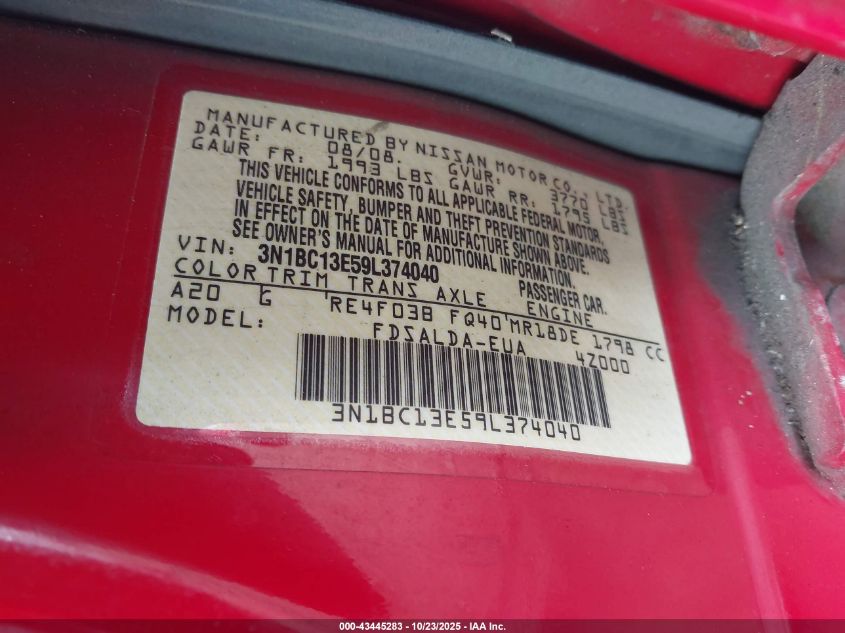 MANUFACTURED BY NISSAN MOTOR CO., LTD.
DATE: 08/08. GVWR: 3770 LBS
GAWR FR: 1993 LBS GAWR RR: 1795 LBS
THIS VEHICLE CONFORMS TO ALL APPLICABLE FEDERAL MOTOR
VEHICLE SAFETY, BUMPER AND THEFT PREVENTION STANDARDS
IN EFFECT ON THE DATE OF MANUFACTURE SHOWN ABOVE.
SEE OWNER'S MANUAL FOR ADDITIONAL INFORMATION.
VIN: 3N1BC13E59L374040 PASSENGER CAR.
COLOR TRIM TRANS AXLE ENGINE
A20 G RE4F03B FQ40 MR18DE 1798 CC
MODEL: FDSALDA-EUA 4Z000
3N1BC13E59L374040
000-43445283 | 10/23/2025 - IAA Inc.